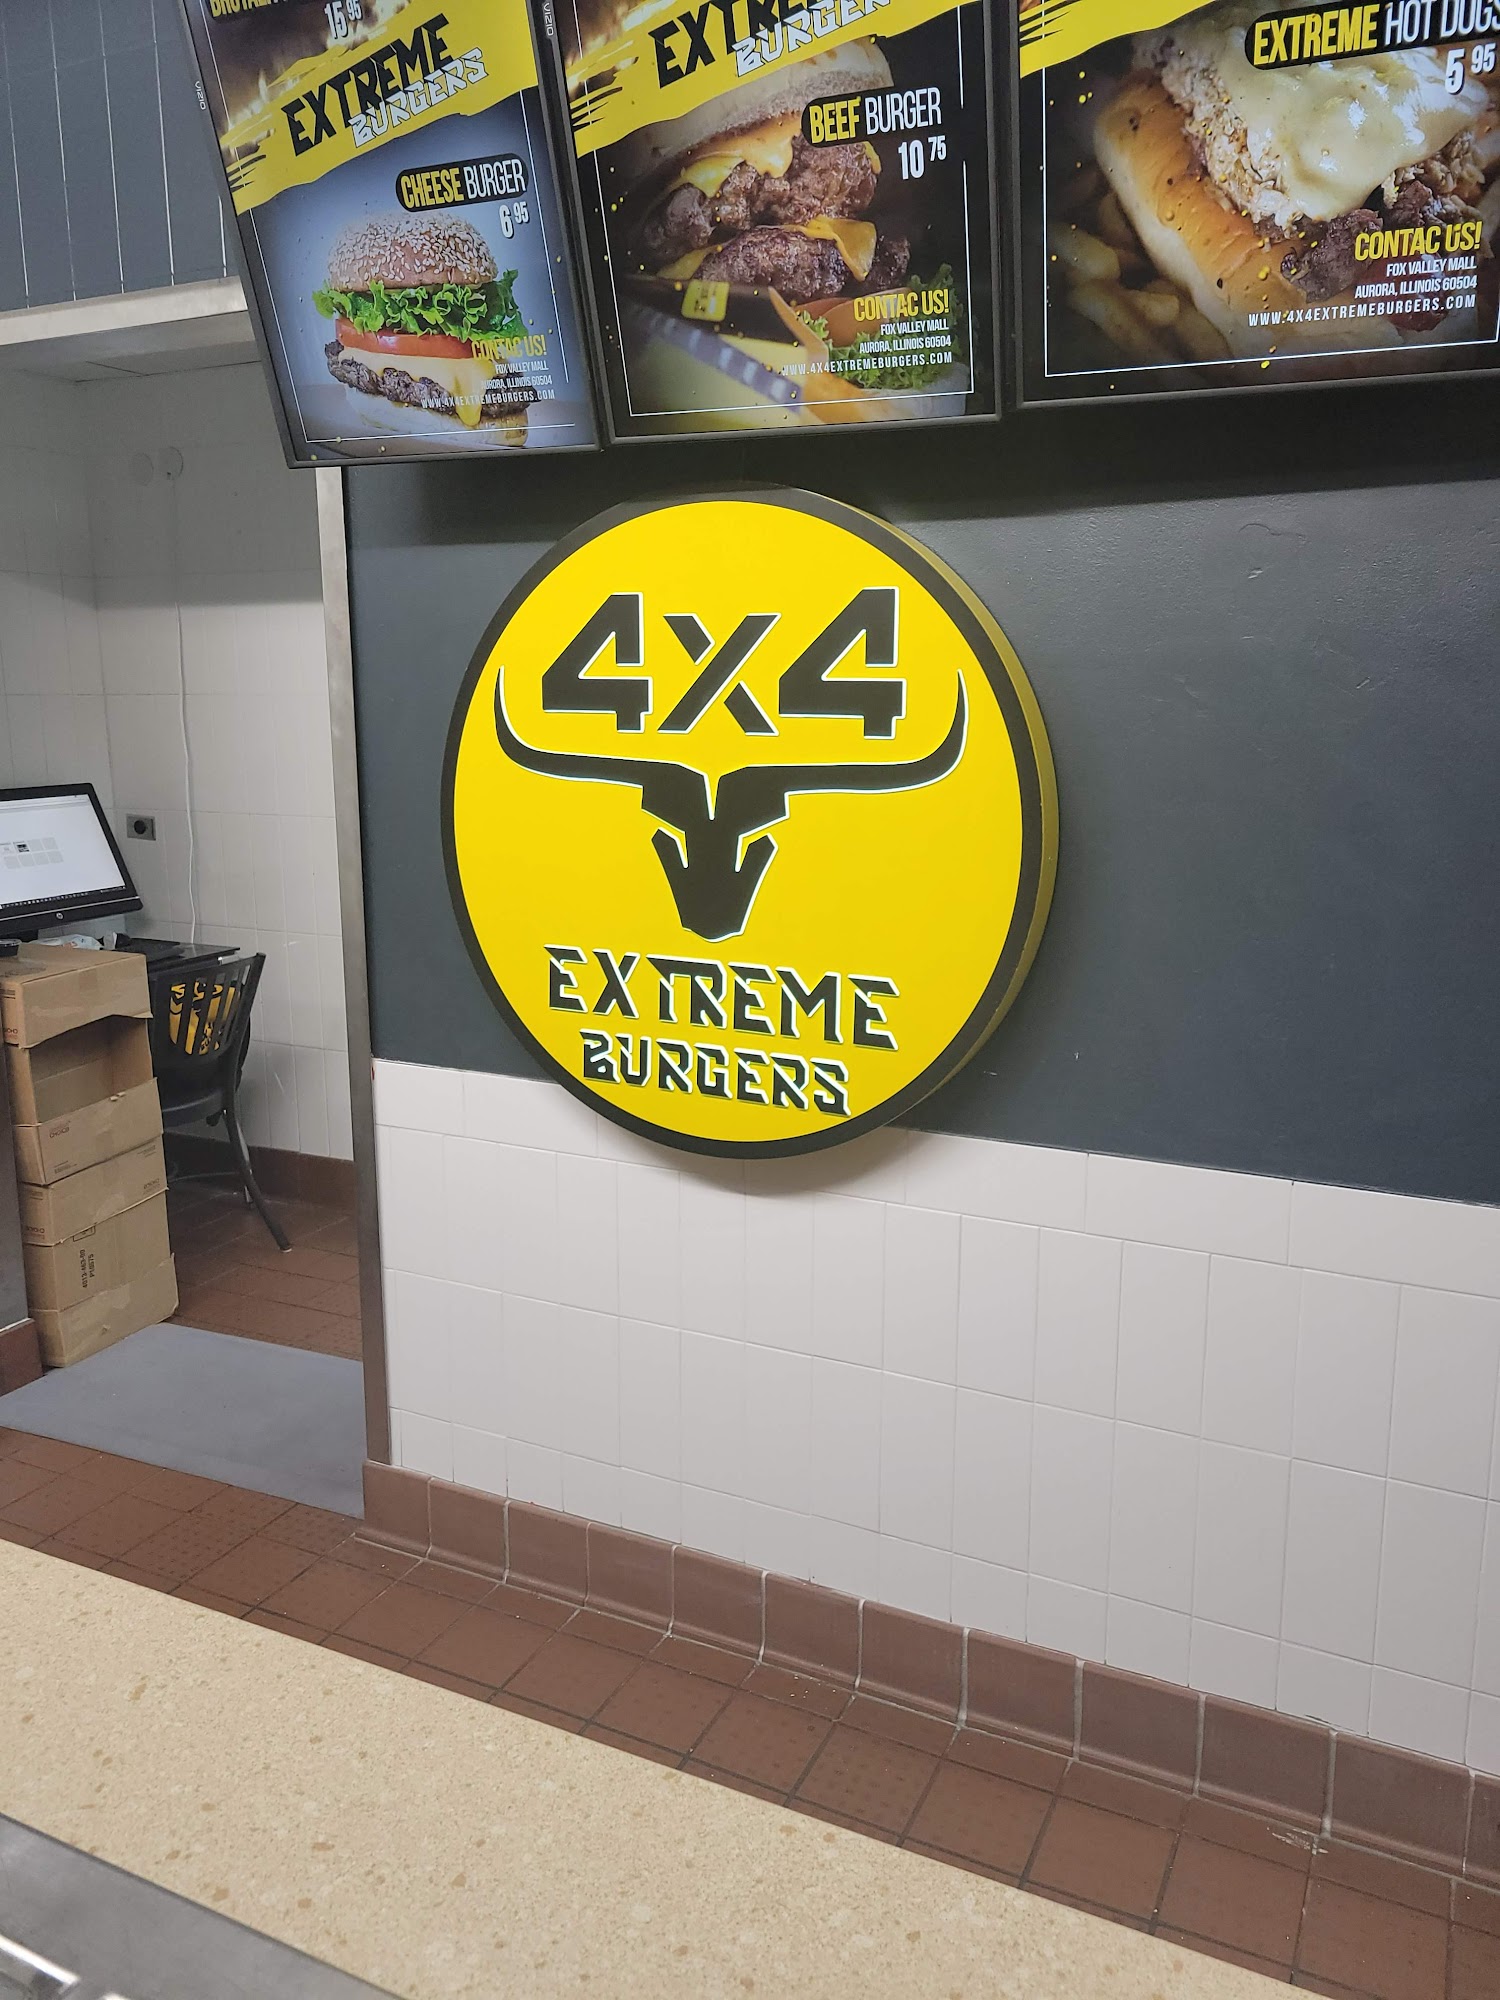 15 95
EXTREME
BURGERS
CHEESE BURGER
6 95
CONTAC US!
FOX VALLEY MALL
AURORA, ILLINOIS 60504
WWW.4X4EXTREMEBURGERS.COM
EXTREME
BURGERS
BEEF BURGER
10 75
CONTAC US!
FOX VALLEY MALL
AURORA, ILLINOIS 60504
WWW.4X4EXTREMEBURGERS.COM
EXTREME HOT DOGS
5 95
CONTAC US!
FOX VALLEY MALL
AURORA, ILLINOIS 60504
WWW.4X4EXTREMEBURGERS.COM
4X4
EXTREME
BURGERS